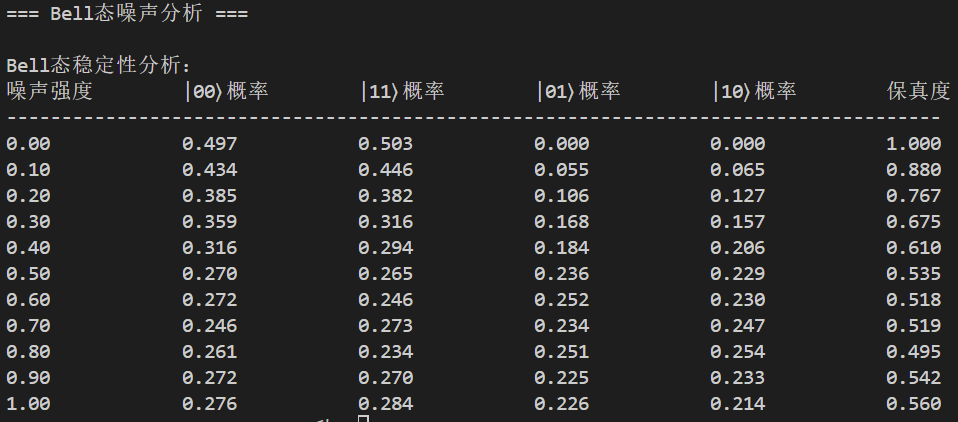 === Bell态噪声分析 ===
Bell态稳定性分析:
噪声强度 |00⟩概率 |11⟩概率 |01⟩概率 |10⟩概率 保真度
--------------------------------------------------------------------------------
0.00 0.497 0.503 0.000 0.000 1.000
0.10 0.434 0.446 0.055 0.065 0.880
0.20 0.385 0.382 0.106 0.127 0.767
0.30 0.359 0.316 0.168 0.157 0.675
0.40 0.316 0.294 0.184 0.206 0.610
0.50 0.270 0.265 0.236 0.229 0.535
0.60 0.272 0.246 0.252 0.230 0.518
0.70 0.246 0.273 0.234 0.247 0.519
0.80 0.261 0.234 0.251 0.254 0.495
0.90 0.272 0.270 0.225 0.233 0.542
1.00 0.276 0.284 0.226 0.214 0.560